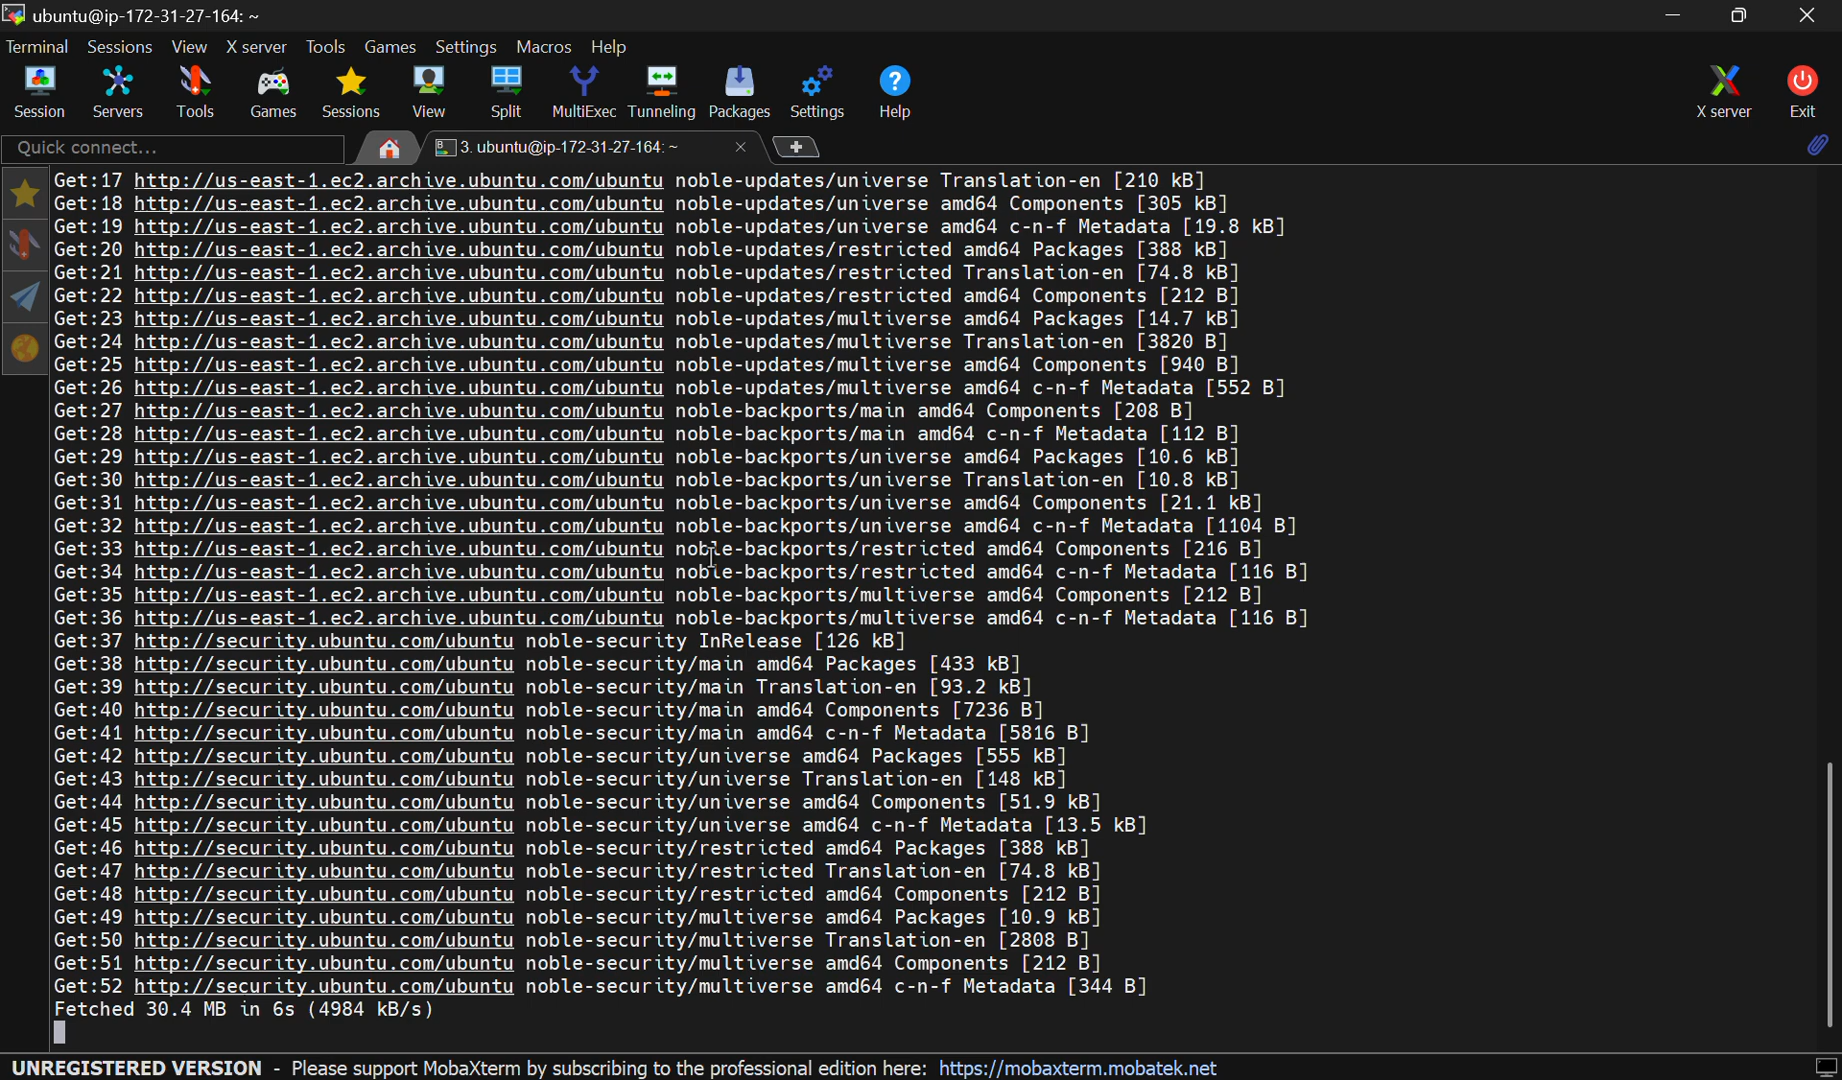 ubuntu@ip-172-31-27-164: ~
Terminal Sessions View X server Tools Games Settings Macros Help
Session Servers Tools Games Sessions View Split MultiExec Tunneling Packages Settings Help X server Exit
Quick connect... 3. ubuntu@ip-172-31-27-164: ~
Get:17 http://us-east-1.ec2.archive.ubuntu.com/ubuntu noble-updates/universe Translation-en [210 kB]
Get:18 http://us-east-1.ec2.archive.ubuntu.com/ubuntu noble-updates/universe amd64 Components [305 kB]
Get:19 http://us-east-1.ec2.archive.ubuntu.com/ubuntu noble-updates/universe amd64 c-n-f Metadata [19.8 kB]
Get:20 http://us-east-1.ec2.archive.ubuntu.com/ubuntu noble-updates/restricted amd64 Packages [388 kB]
Get:21 http://us-east-1.ec2.archive.ubuntu.com/ubuntu noble-updates/restricted Translation-en [74.8 kB]
Get:22 http://us-east-1.ec2.archive.ubuntu.com/ubuntu noble-updates/restricted amd64 Components [212 B]
Get:23 http://us-east-1.ec2.archive.ubuntu.com/ubuntu noble-updates/multiverse amd64 Packages [14.7 kB]
Get:24 http://us-east-1.ec2.archive.ubuntu.com/ubuntu noble-updates/multiverse Translation-en [3820 B]
Get:25 http://us-east-1.ec2.archive.ubuntu.com/ubuntu noble-updates/multiverse amd64 Components [940 B]
Get:26 http://us-east-1.ec2.archive.ubuntu.com/ubuntu noble-updates/multiverse amd64 c-n-f Metadata [552 B]
Get:27 http://us-east-1.ec2.archive.ubuntu.com/ubuntu noble-backports/main amd64 Components [208 B]
Get:28 http://us-east-1.ec2.archive.ubuntu.com/ubuntu noble-backports/main amd64 c-n-f Metadata [112 B]
Get:29 http://us-east-1.ec2.archive.ubuntu.com/ubuntu noble-backports/universe amd64 Packages [10.6 kB]
Get:30 http://us-east-1.ec2.archive.ubuntu.com/ubuntu noble-backports/universe Translation-en [10.8 kB]
Get:31 http://us-east-1.ec2.archive.ubuntu.com/ubuntu noble-backports/universe amd64 Components [21.1 kB]
Get:32 http://us-east-1.ec2.archive.ubuntu.com/ubuntu noble-backports/universe amd64 c-n-f Metadata [1104 B]
Get:33 http://us-east-1.ec2.archive.ubuntu.com/ubuntu noble-backports/restricted amd64 Components [216 B]
Get:34 http://us-east-1.ec2.archive.ubuntu.com/ubuntu noble-backports/restricted amd64 c-n-f Metadata [116 B]
Get:35 http://us-east-1.ec2.archive.ubuntu.com/ubuntu noble-backports/multiverse amd64 Components [212 B]
Get:36 http://us-east-1.ec2.archive.ubuntu.com/ubuntu noble-backports/multiverse amd64 c-n-f Metadata [116 B]
Get:37 http://security.ubuntu.com/ubuntu noble-security InRelease [126 kB]
Get:38 http://security.ubuntu.com/ubuntu noble-security/main amd64 Packages [433 kB]
Get:39 http://security.ubuntu.com/ubuntu noble-security/main Translation-en [93.2 kB]
Get:40 http://security.ubuntu.com/ubuntu noble-security/main amd64 Components [7236 B]
Get:41 http://security.ubuntu.com/ubuntu noble-security/main amd64 c-n-f Metadata [5816 B]
Get:42 http://security.ubuntu.com/ubuntu noble-security/universe amd64 Packages [555 kB]
Get:43 http://security.ubuntu.com/ubuntu noble-security/universe Translation-en [148 kB]
Get:44 http://security.ubuntu.com/ubuntu noble-security/universe amd64 Components [51.9 kB]
Get:45 http://security.ubuntu.com/ubuntu noble-security/universe amd64 c-n-f Metadata [13.5 kB]
Get:46 http://security.ubuntu.com/ubuntu noble-security/restricted amd64 Packages [388 kB]
Get:47 http://security.ubuntu.com/ubuntu noble-security/restricted Translation-en [74.8 kB]
Get:48 http://security.ubuntu.com/ubuntu noble-security/restricted amd64 Components [212 B]
Get:49 http://security.ubuntu.com/ubuntu noble-security/multiverse amd64 Packages [10.9 kB]
Get:50 http://security.ubuntu.com/ubuntu noble-security/multiverse Translation-en [2808 B]
Get:51 http://security.ubuntu.com/ubuntu noble-security/multiverse amd64 Components [212 B]
Get:52 http://security.ubuntu.com/ubuntu noble-security/multiverse amd64 c-n-f Metadata [344 B]
Fetched 30.4 MB in 6s (4984 kB/s)
UNREGISTERED VERSION - Please support MobaXterm by subscribing to the professional edition here: https://mobaxterm.mobatek.net